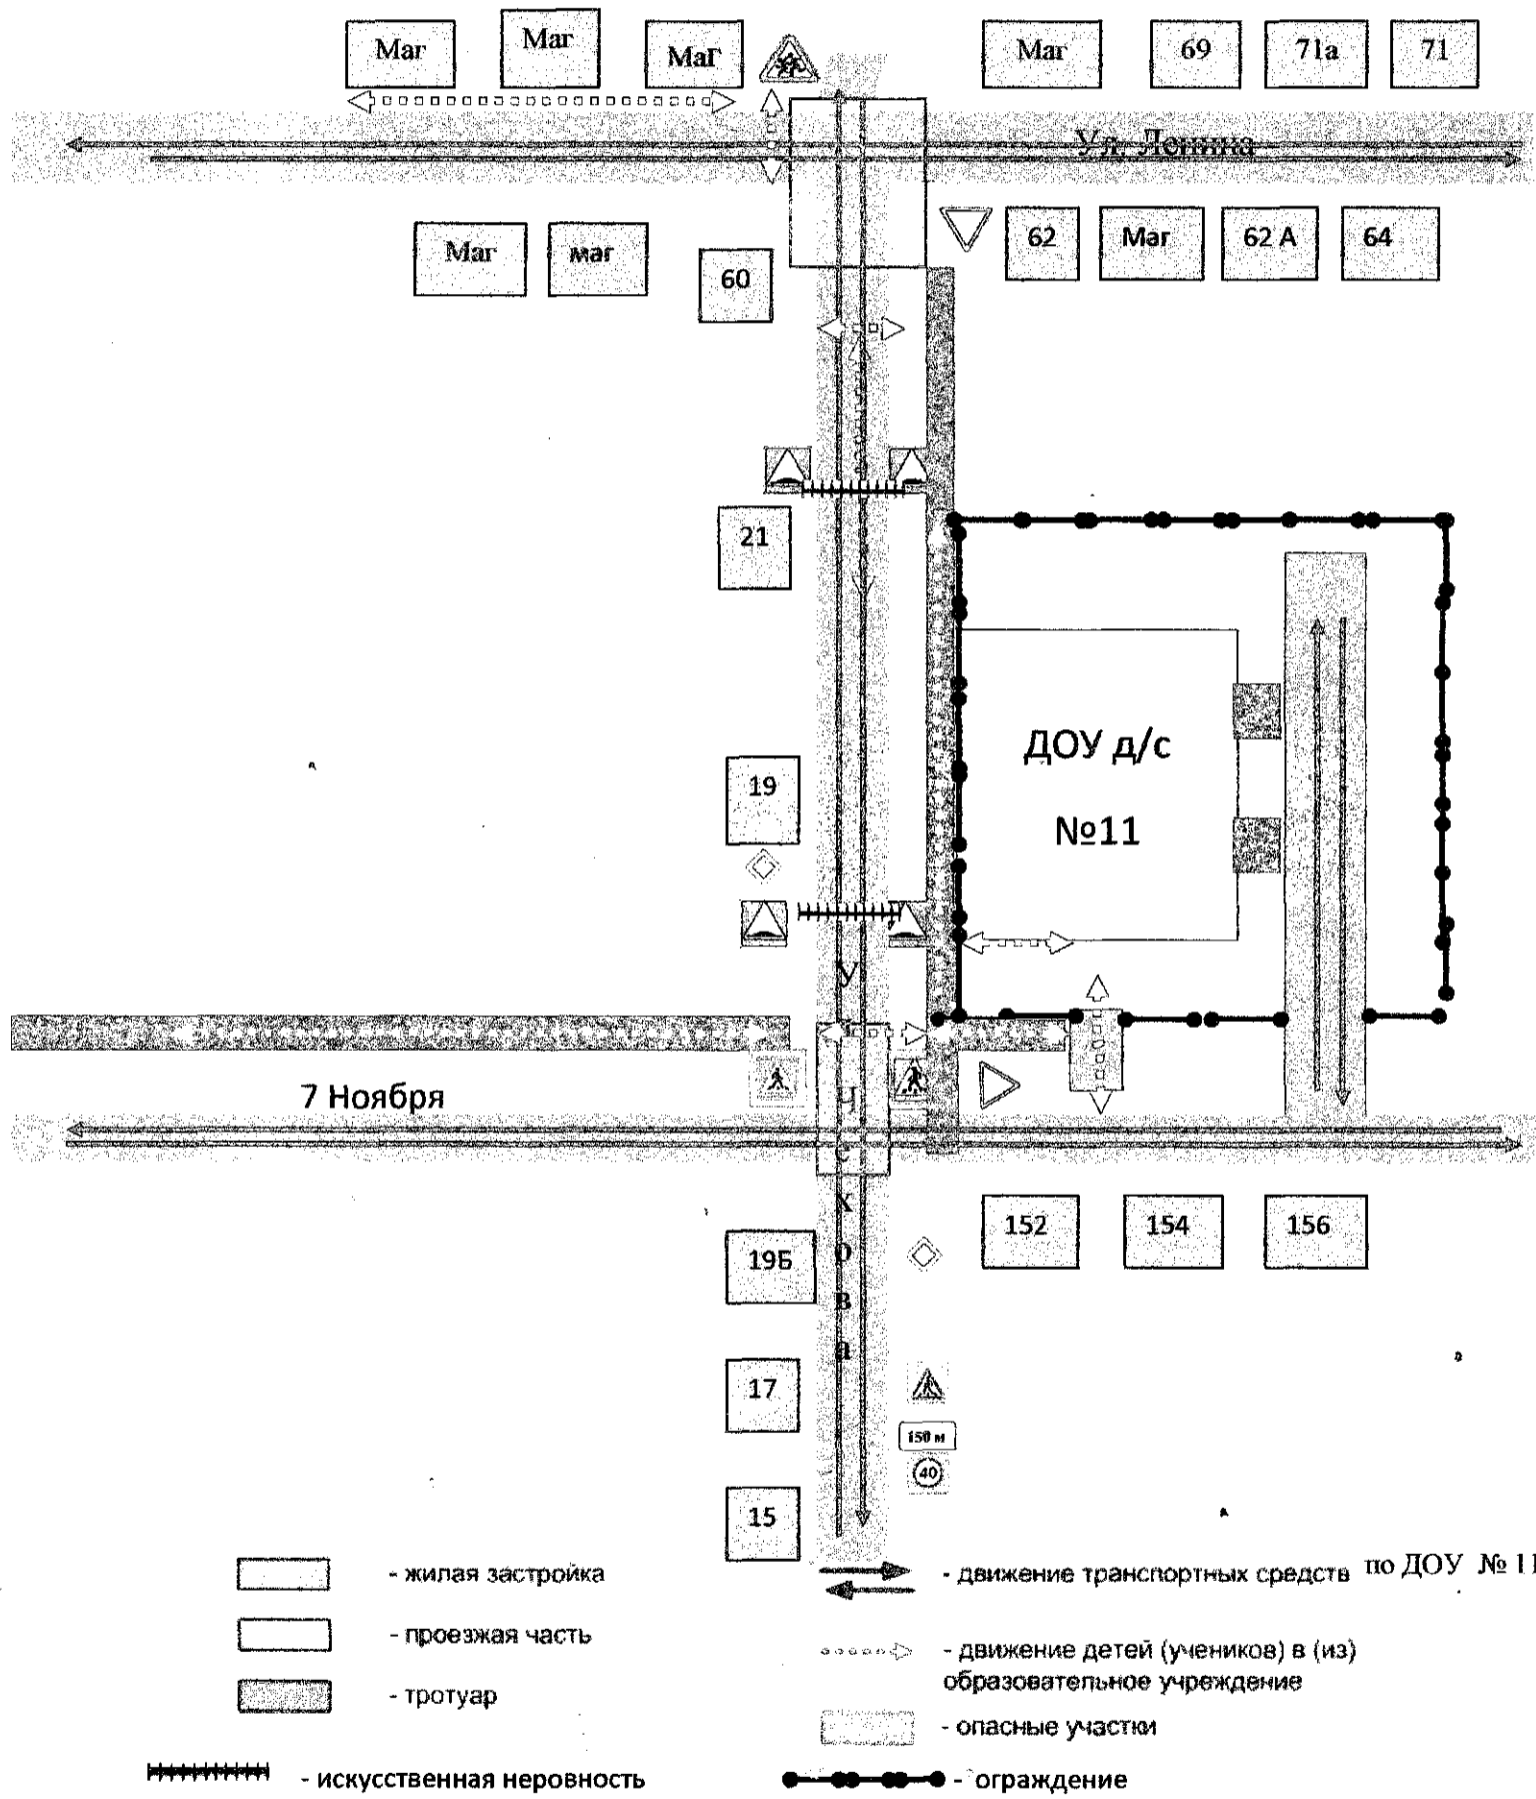 Маг Маг Маг Маг 69 71а 71
Ул. Ленина
Маг маг 60 62 Маг 62 А 64
21
ДОУ д/с
№11
19
7 Ноября
Ул Чехова
152 154 156
19Б
17
150 м
40
15
- жилая застройка
- проезжая часть
- тротуар
- искусственная неровность
- движение транспортных средств по ДОУ № 11
- движение детей (учеников) в (из)
образовательное учреждение
- опасные участки
- ограждение